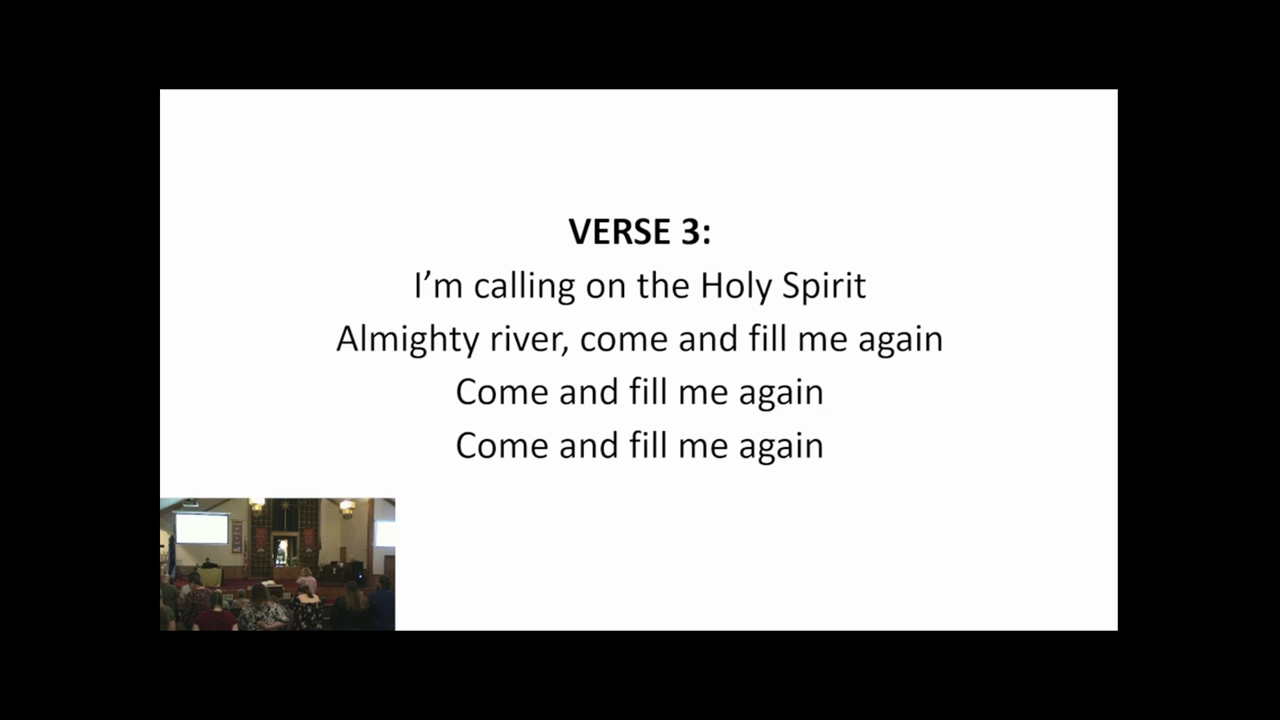 VERSE 3:
I’m calling on the Holy Spirit
Almighty river, come and fill me again
Come and fill me again
Come and fill me again